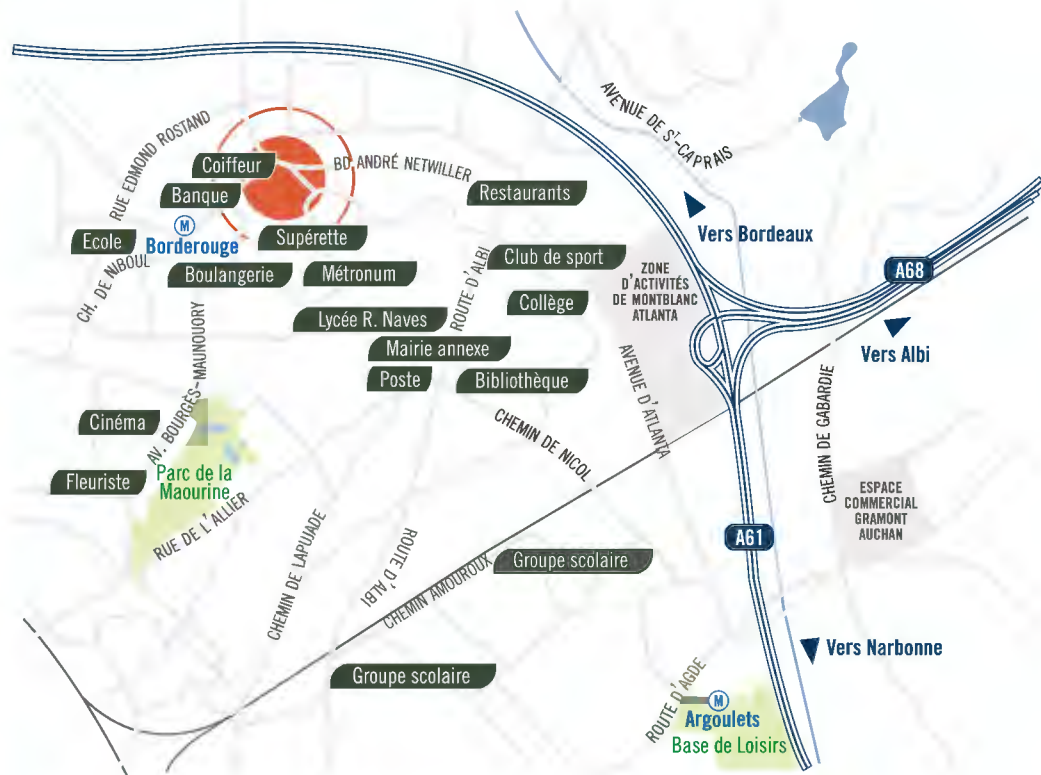 AVENUE DE ST-CAPRAIS
RUE EDMOND ROSTAND
Coiffeur
BD ANDRÉ NETWILLER
Banque
Restaurants
M
Borderouge
Ecole
Supérette
Vers Bordeaux
CH. DE NIBOUL
Boulangerie
Métronum
ROUTE D'ALBI
Club de sport
ZONE
D'ACTIVITÉS
DE MONTBLANC
ATLANTA
A68
Collège
Lycée R. Naves
Mairie annexe
Vers Albi
AV. BOURGÈS-MAUNOUORY
Poste
Bibliothèque
AVENUE D'ATLANTA
CHEMIN DE GABARDIE
Cinéma
CHEMIN DE NICOL
Fleuriste
Parc de la
Maourine
ESPACE
COMMERCIAL
GRAMONT
AUCHAN
RUE DE L'ALLIER
A61
CHEMIN DE LAPUJADE
ROUTE D'ALBI
CHEMIN AMOUROUX
Groupe scolaire
Groupe scolaire
Vers Narbonne
ROUTE D'AGDE
M
Argoulets
Base de Loisirs